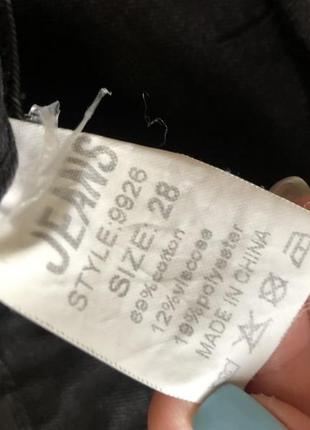 JEANS
STYLE:9926
SIZE: 28
69%cotton
12%viscose
19%polyester
MADE IN CHINA